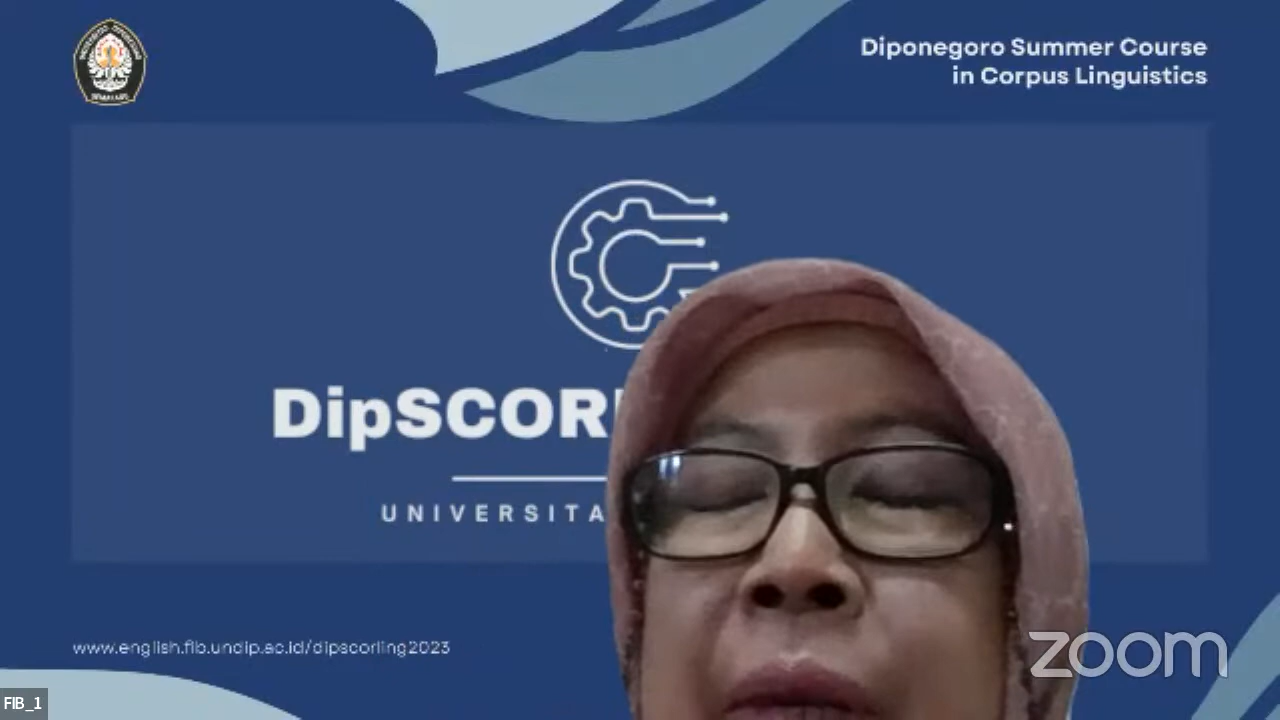 Diponegoro Summer Course
in Corpus Linguistics
DipSCOR
UNIVERSITA
www.english.fib.undip.ac.id/dipscorling2023
zoom
FIB_1